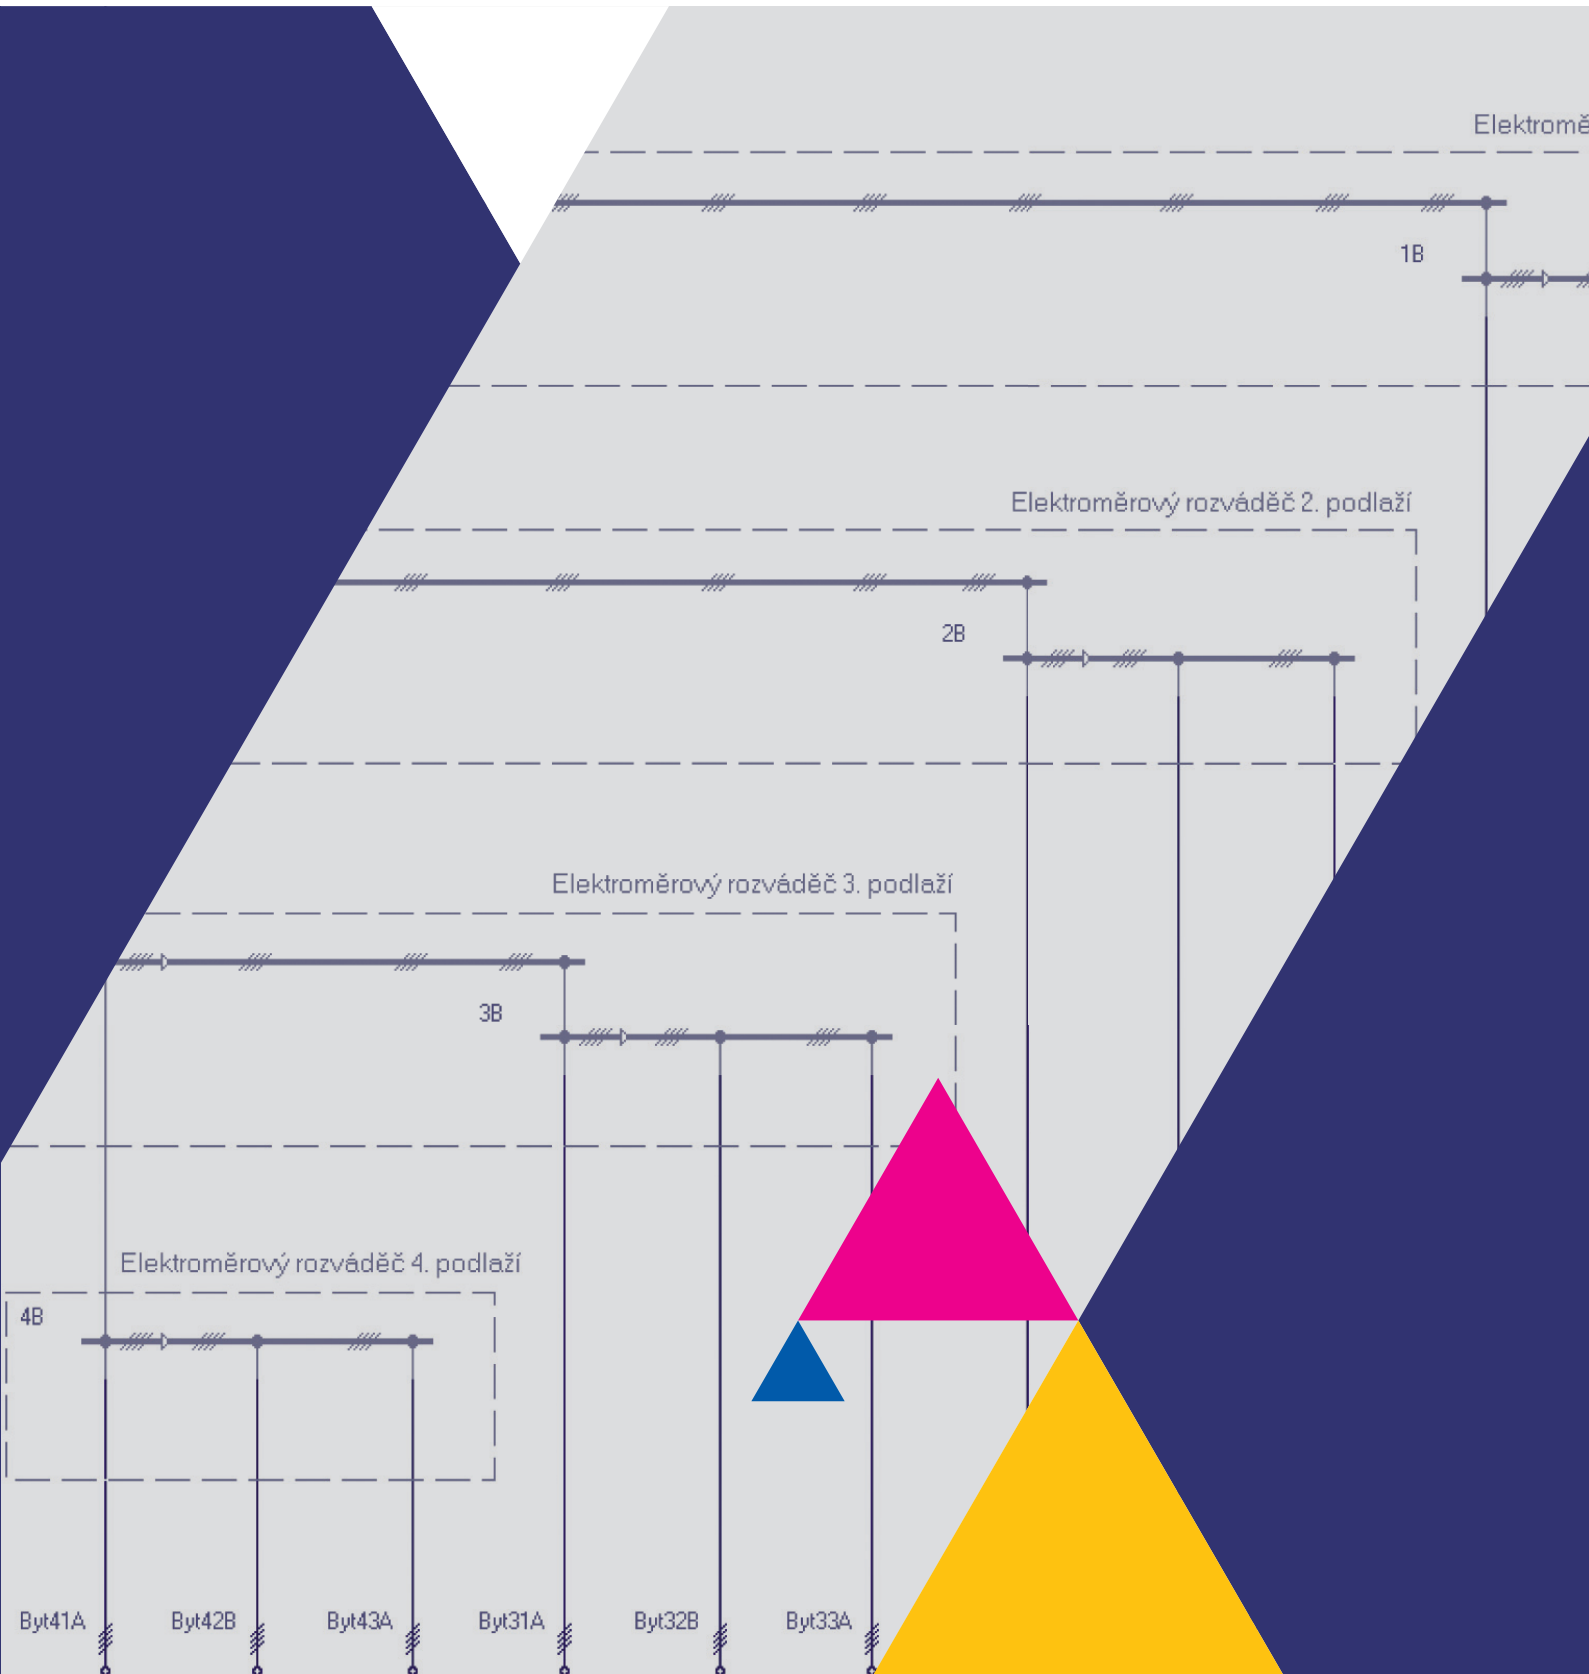 Elektromě
1B
Elektroměrový rozváděč 2. podlaží
2B
Elektroměrový rozváděč 3. podlaží
3B
Elektroměrový rozváděč 4. podlaží
4B
Byt41A Byt42B Byt43A Byt31A Byt32B Byt33A